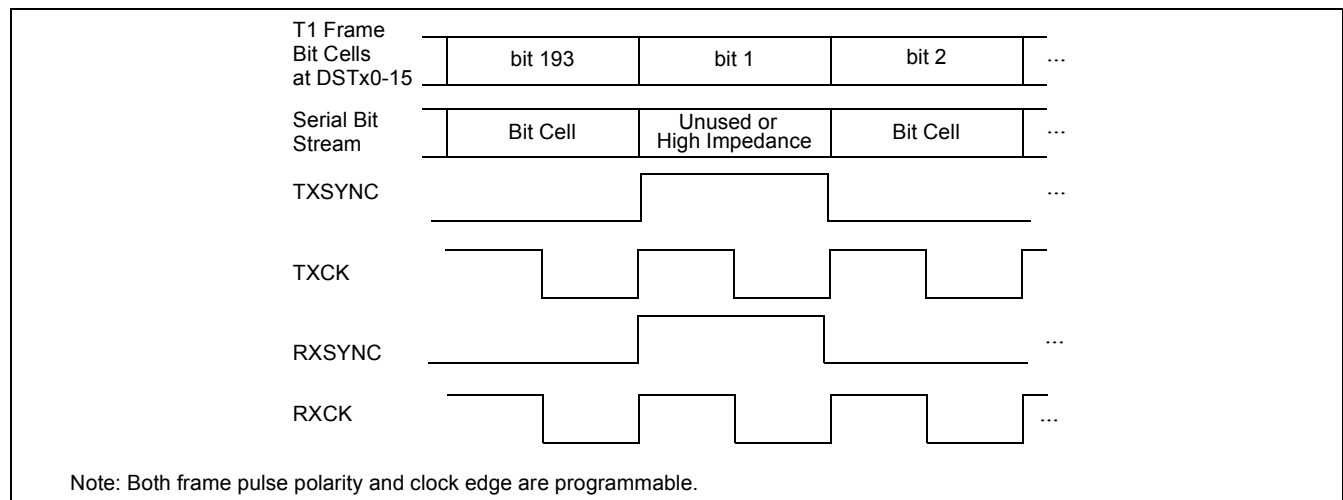 T1 Frame
Bit Cells
at DSTx0-15
bit 193
bit 1
bit 2
...
Serial Bit
Stream
Bit Cell
Unused or
High Impedance
Bit Cell
...
TXSYNC
...
TXCK
RXSYNC
...
RXCK
...
Note: Both frame pulse polarity and clock edge are programmable.